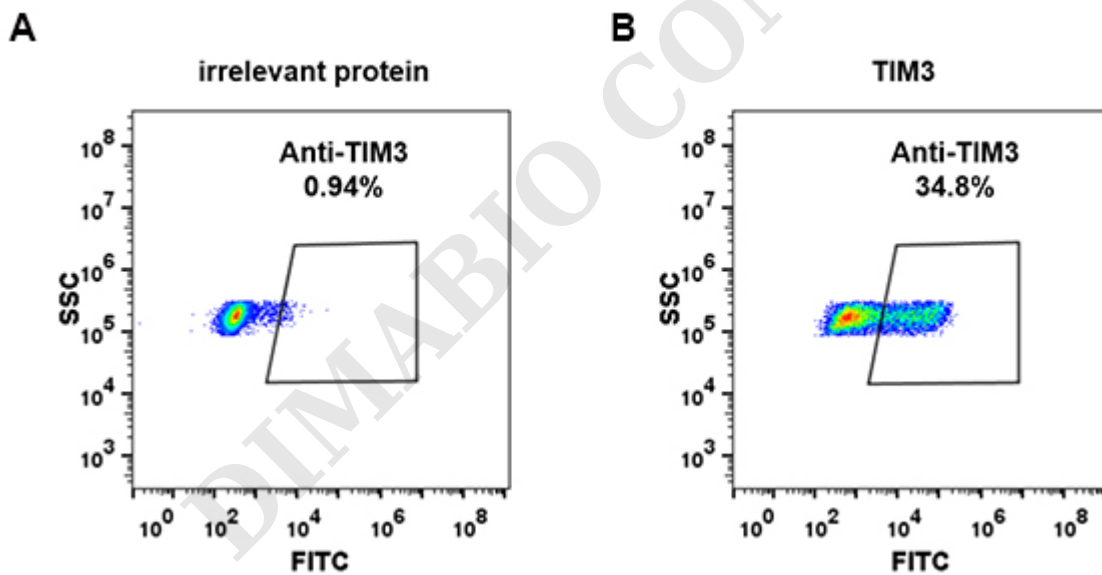 A
irrelevant protein
Anti-TIM3
0.94%
SSC
10^8
10^7
10^6
10^5
10^4
10^3
10^0 10^2 10^4 10^6 10^8
FITC
B
TIM3
Anti-TIM3
34.8%
SSC
10^8
10^7
10^6
10^5
10^4
10^3
10^0 10^2 10^4 10^6 10^8
FITC
DIMABIO